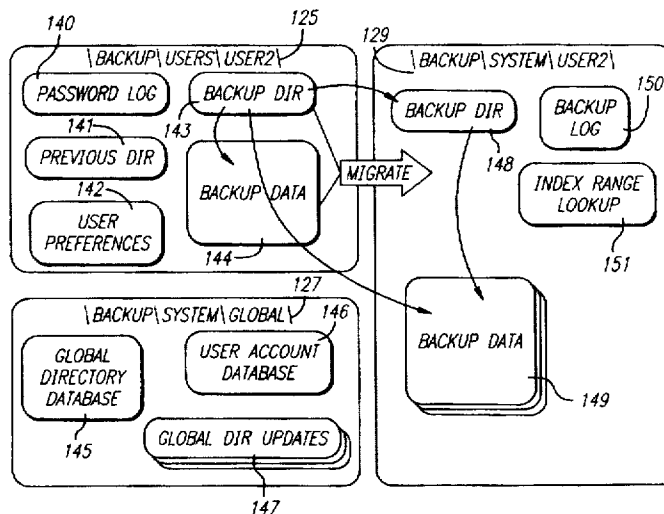 140
\BACKUP\USERS\USER2\
125
PASSWORD LOG
BACKUP DIR
143
141
PREVIOUS DIR
142
USER
PREFERENCES
BACKUP DATA
144
MIGRATE
129
\BACKUP\SYSTEM\USER2\
BACKUP DIR
148
150
BACKUP
LOG
INDEX RANGE
LOOKUP
151
BACKUP DATA
149
\BACKUP\SYSTEM\GLOBAL\
127
146
GLOBAL
DIRECTORY
DATABASE
145
USER ACCOUNT
DATABASE
GLOBAL DIR UPDATES
147